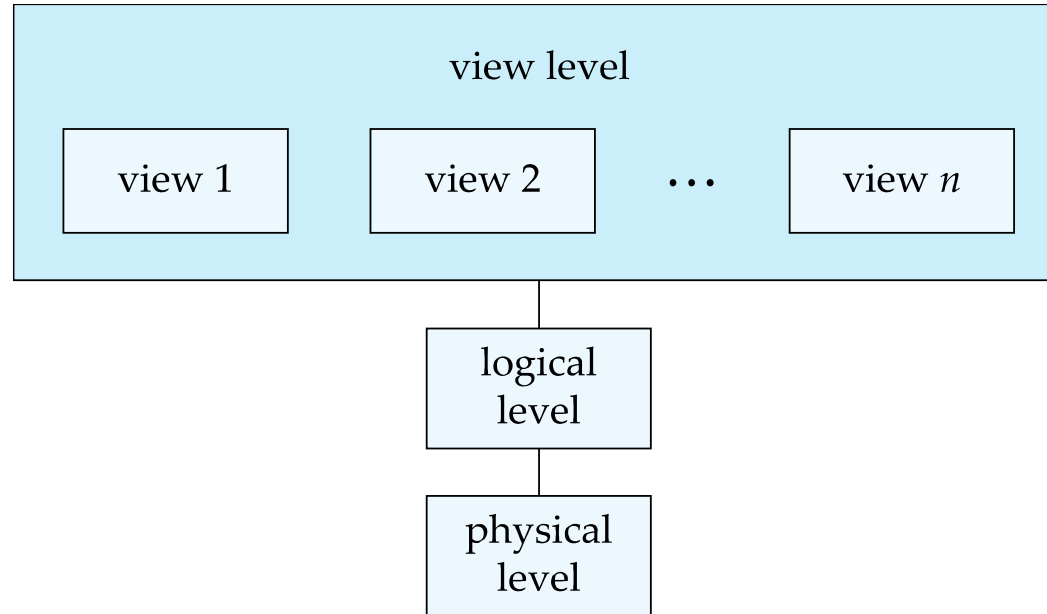 view level
view 1
view 2
...
view n
logical
level
physical
level